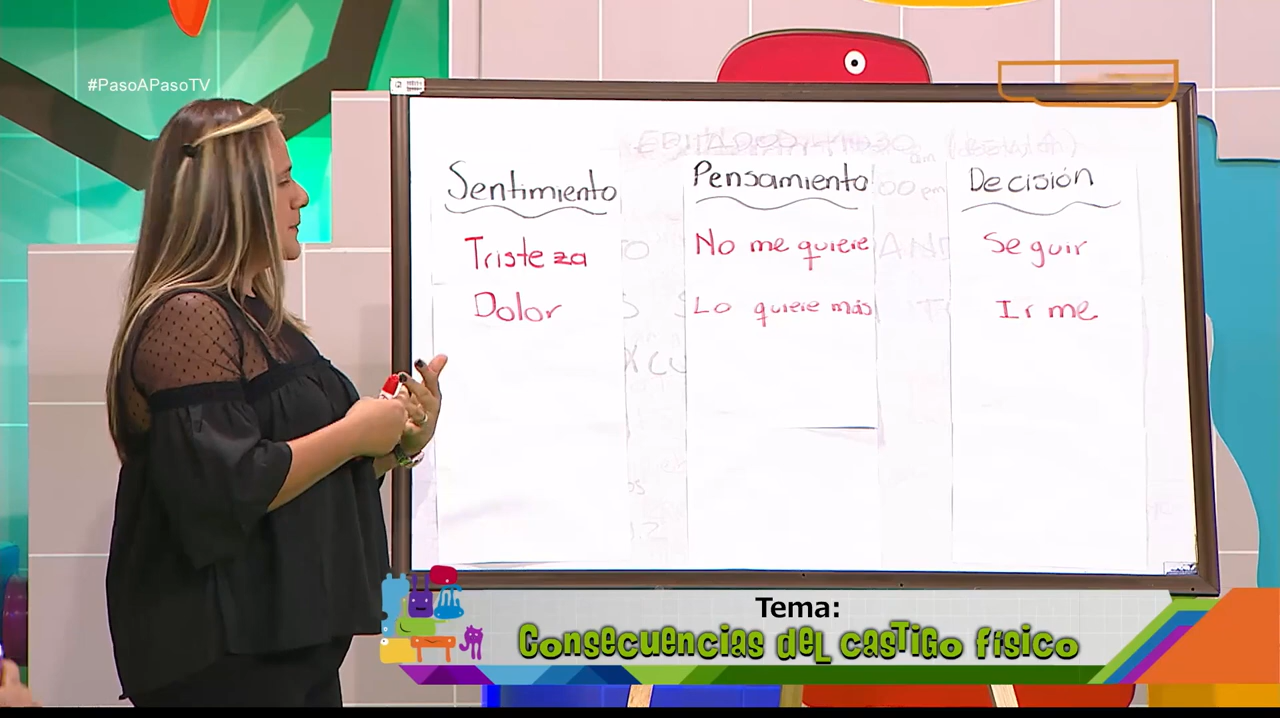 #PasoAPasoTV
Sentimiento Pensamiento Decisión
Tristeza No me quiere Seguir
Dolor Lo quiere más Irme
Tema:
Consecuencias del castigo físico